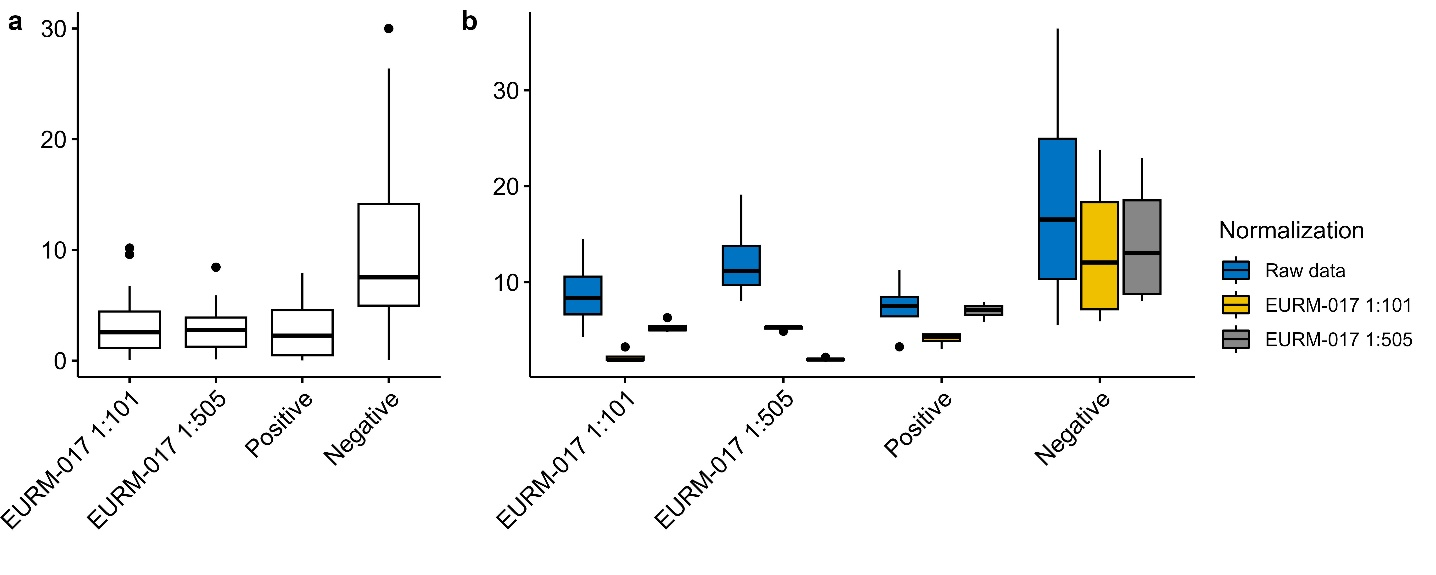 a
30
20
10
0
EURM-017 1:101
EURM-017 1:505
Positive
Negative
b
30
20
10
EURM-017 1:101
EURM-017 1:505
Positive
Negative
Normalization
Raw data
EURM-017 1:101
EURM-017 1:505